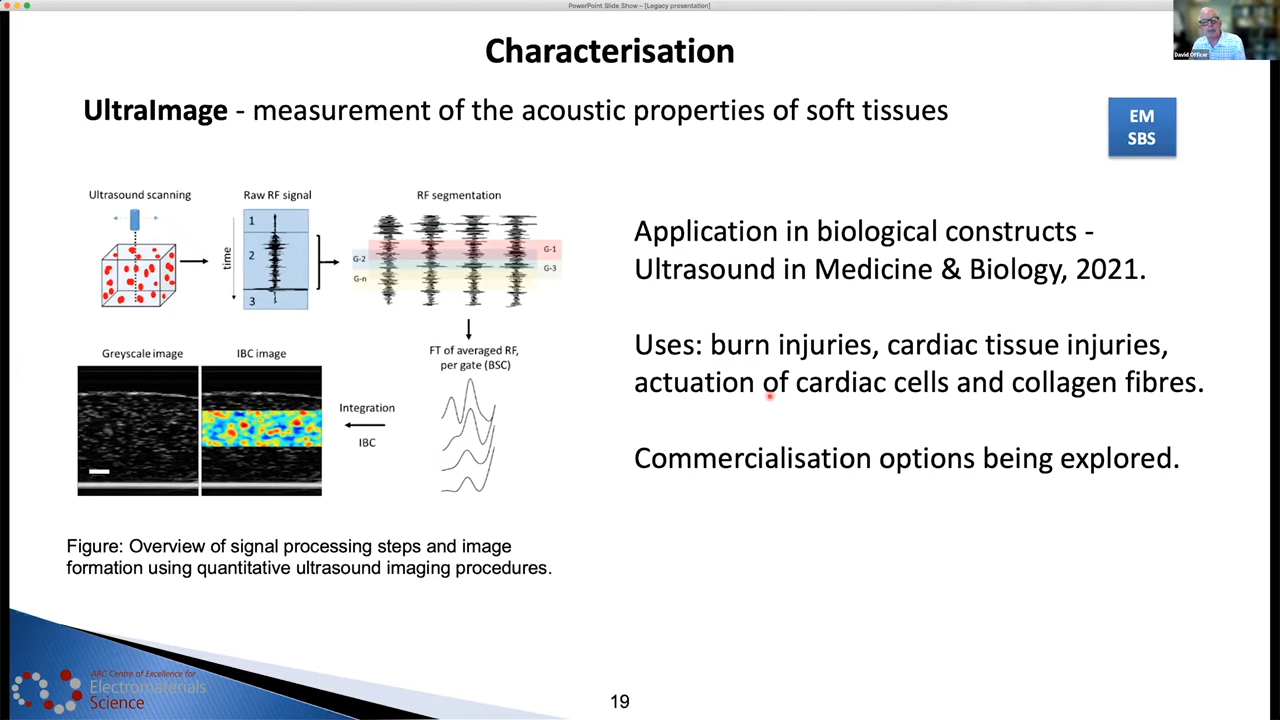 PowerPoint Slide Show – [Legacy presentation]
David Officer
Characterisation
UltraImage - measurement of the acoustic properties of soft tissues
EM
SBS
Ultrasound scanning
Raw RF signal
RF segmentation
time
1
2
3
G-1
G-2
G-3
G-n
FT of averaged RF,
per gate (BSC)
Integration
IBC
Greyscale image
IBC image
Figure: Overview of signal processing steps and image
formation using quantitative ultrasound imaging procedures.
Application in biological constructs -
Ultrasound in Medicine & Biology, 2021.
Uses: burn injuries, cardiac tissue injuries,
actuation of cardiac cells and collagen fibres.
Commercialisation options being explored.
ARC Centre of Excellence for
Electromaterials
Science
19